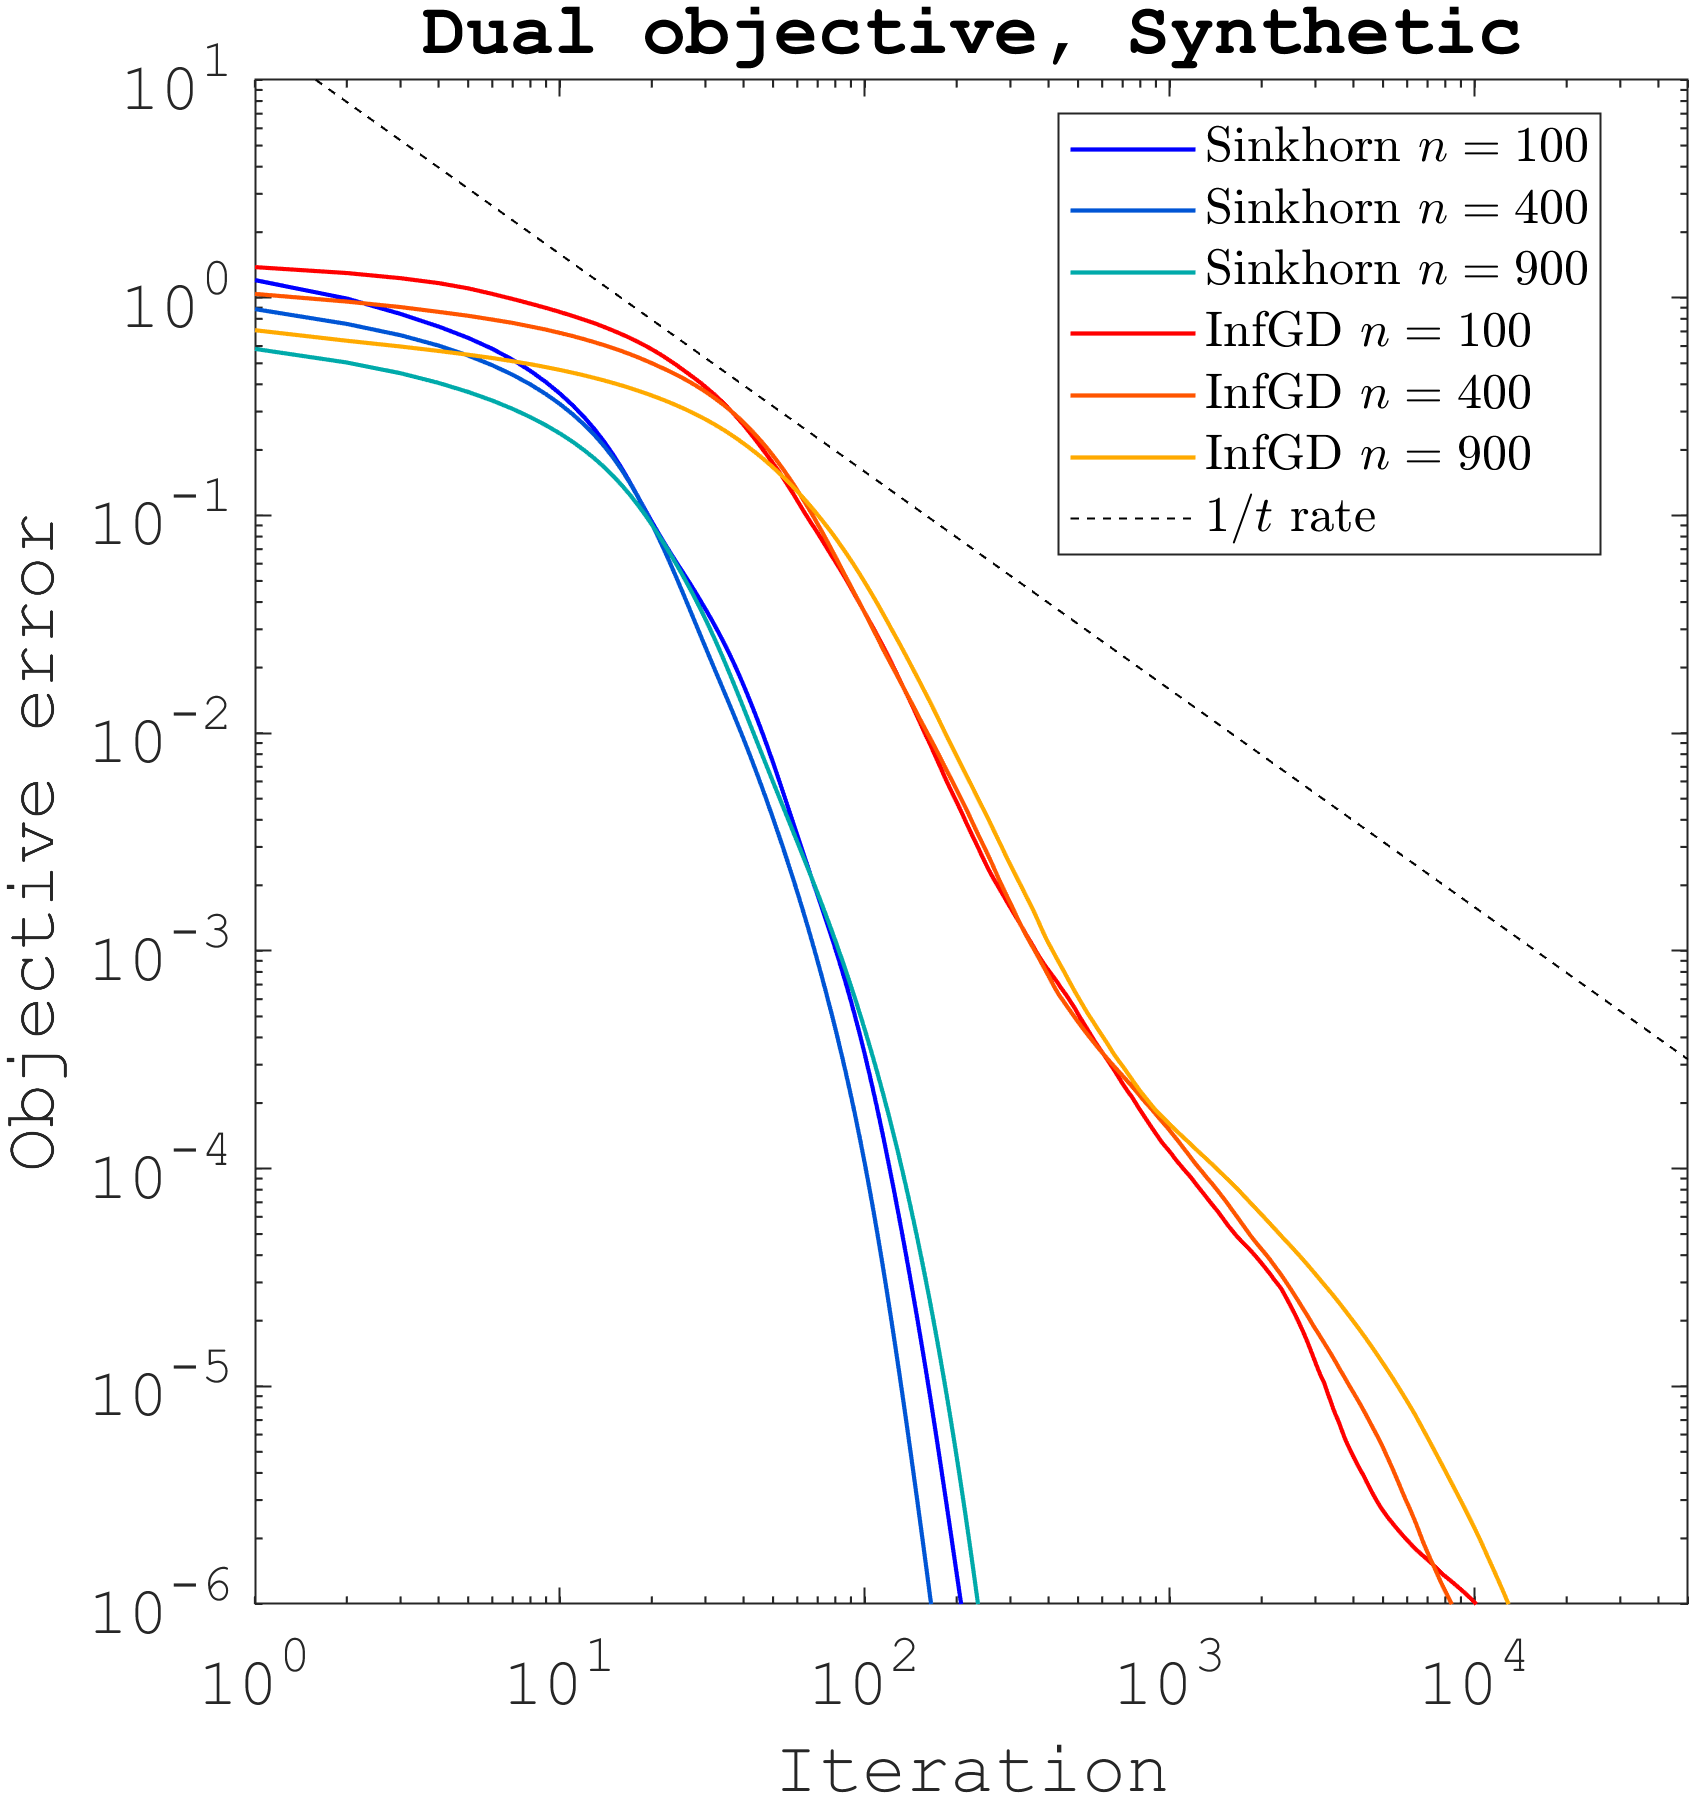 Dual objective, Synthetic
10^1
10^0
10^-1
10^-2
10^-3
10^-4
10^-5
10^-6
Objective error
Sinkhorn n = 100
Sinkhorn n = 400
Sinkhorn n = 900
InfGD n = 100
InfGD n = 400
InfGD n = 900
1/t rate
10^0 10^1 10^2 10^3 10^4
Iteration